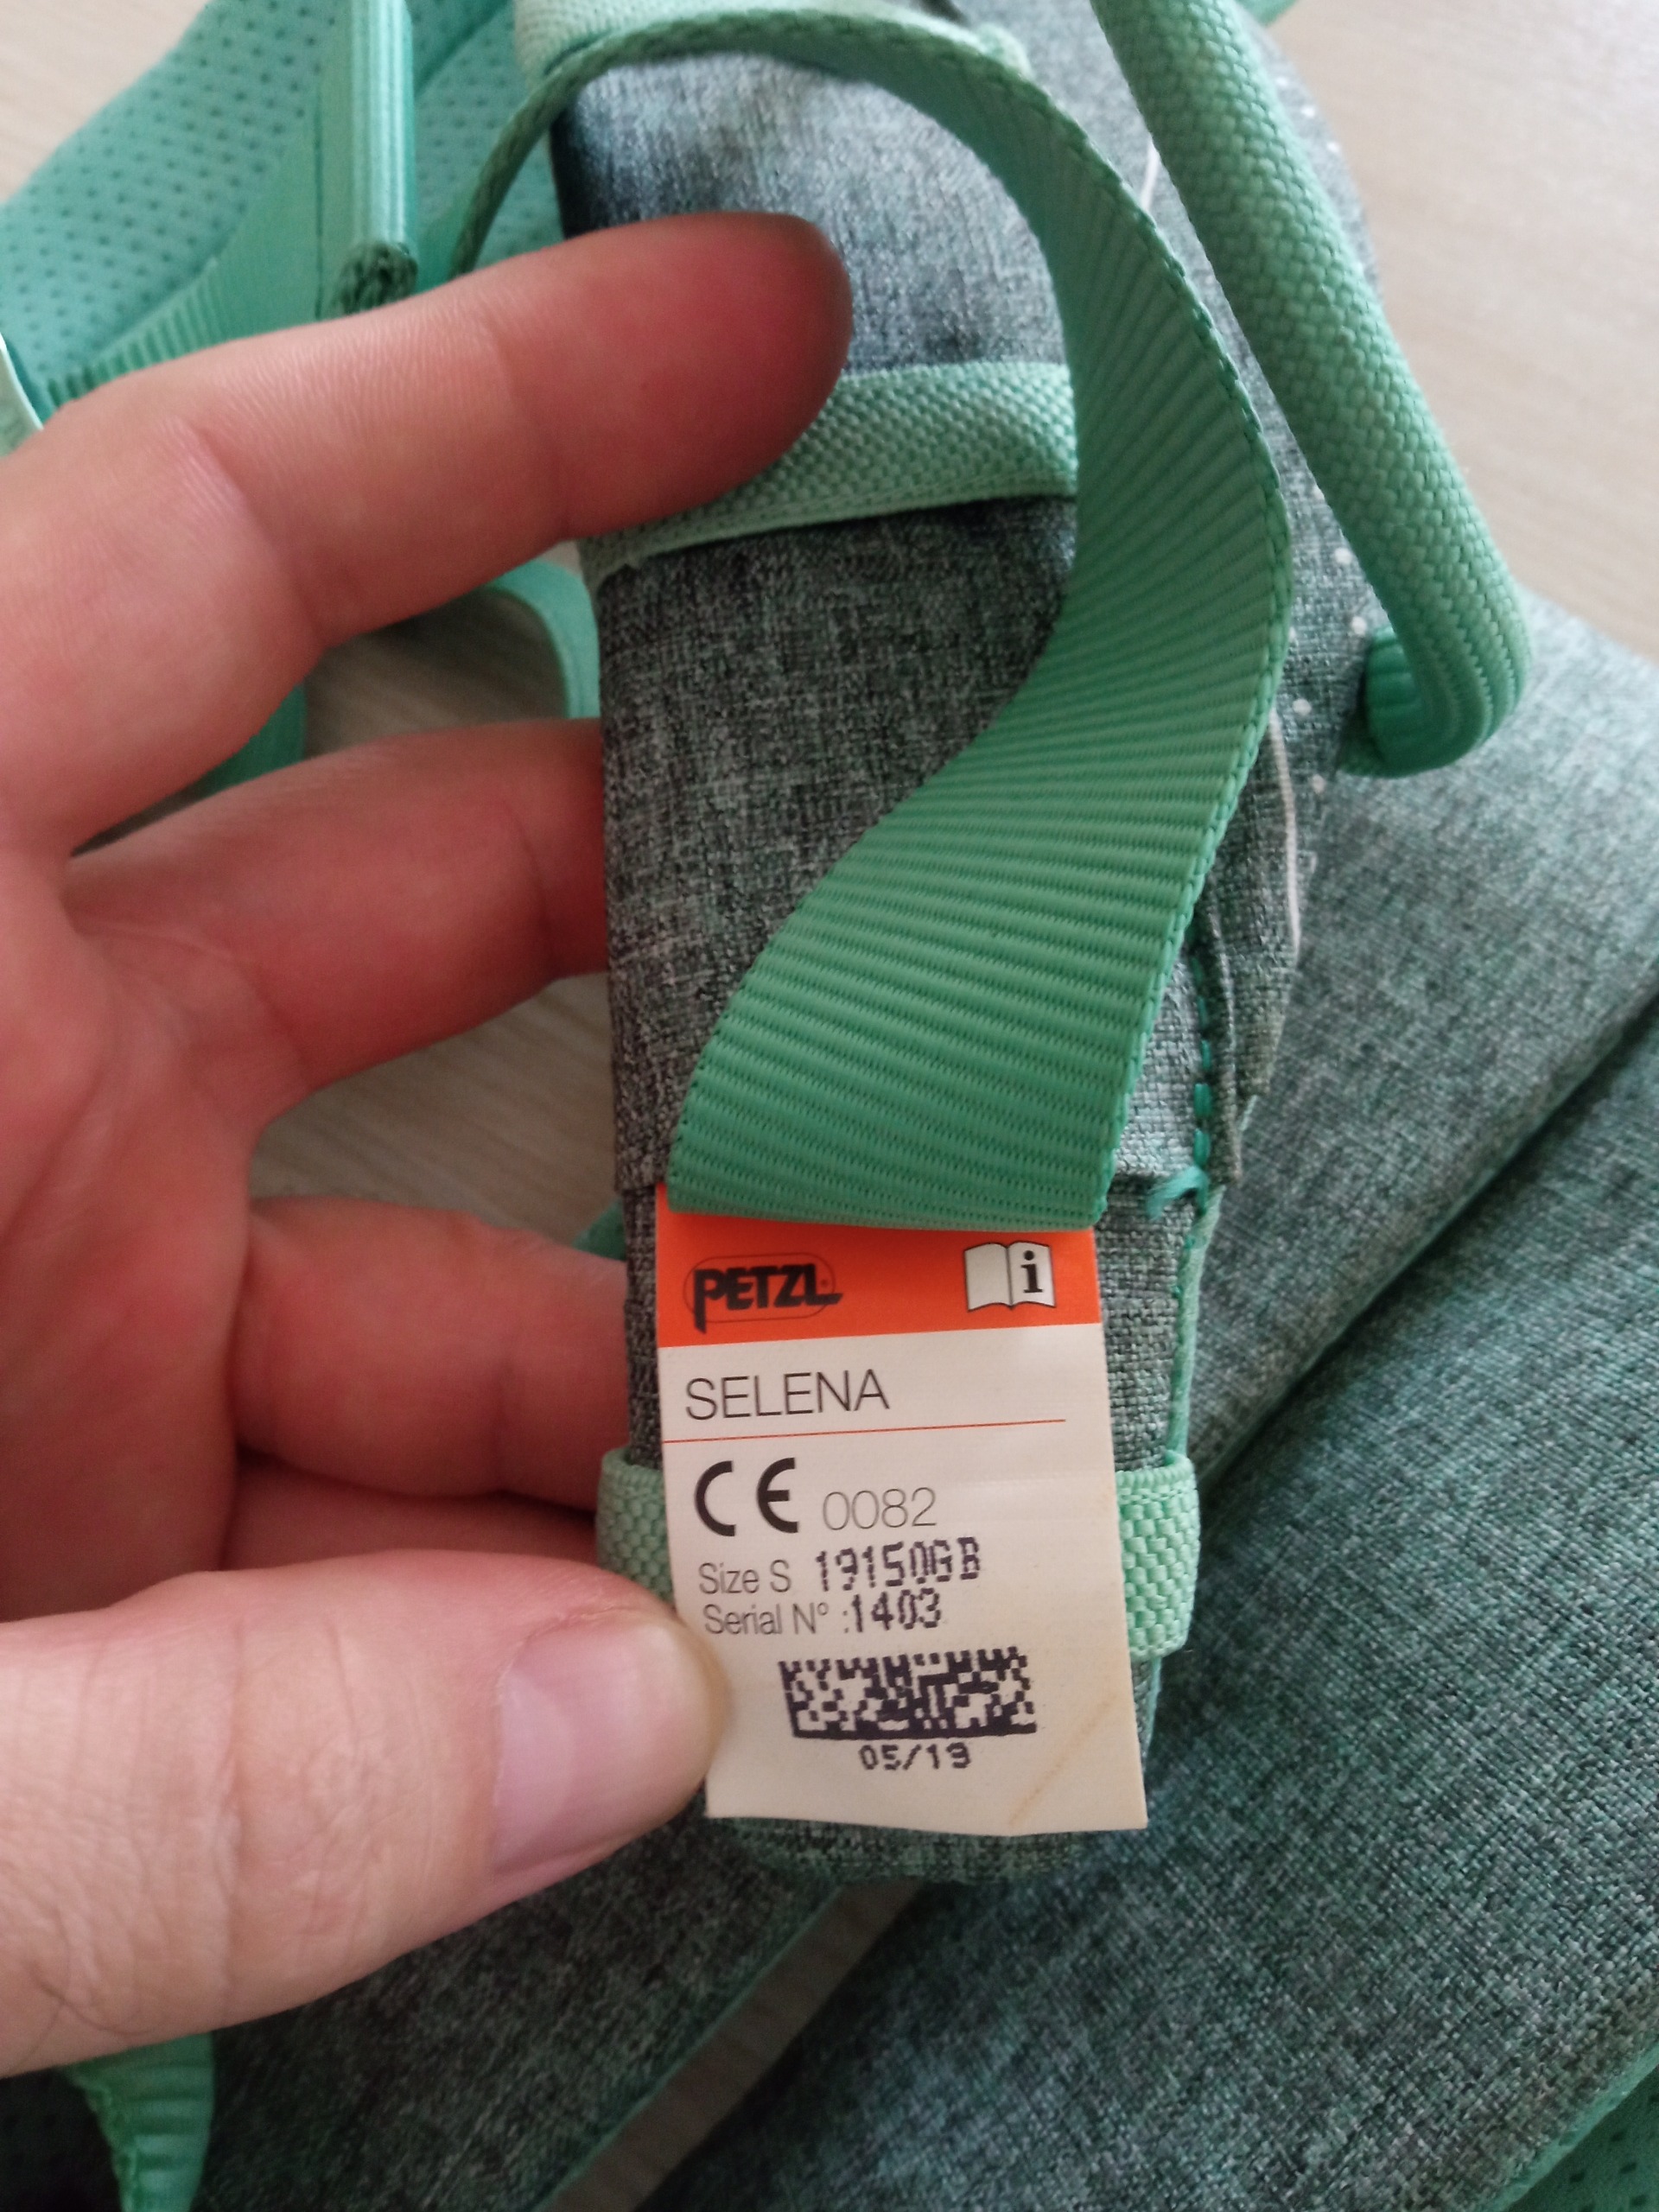 PETZL
i
SELENA
CE 0082
Size S 19150GB
Serial N° :1403
05/19